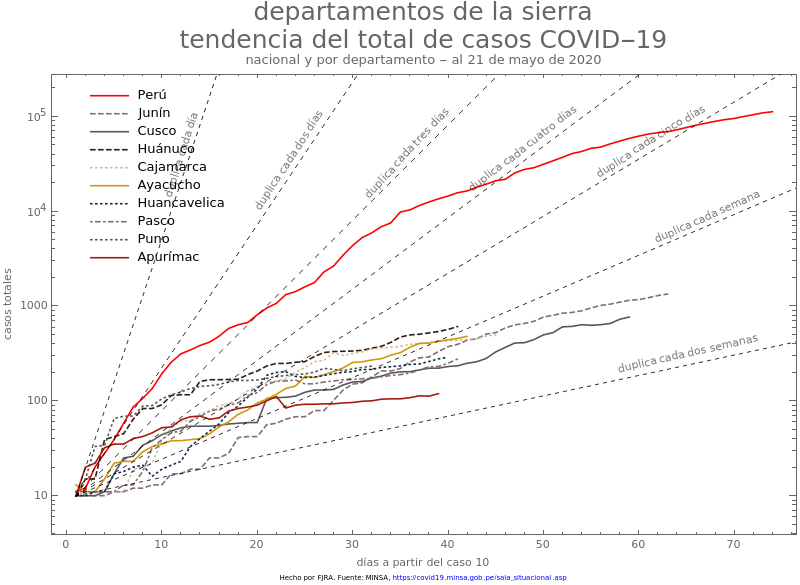 departamentos de la sierra
tendencia del total de casos COVID−19
nacional y por departamento − al 21 de mayo de 2020
Perú
Junín
Cusco
Huánuco
Cajamarca
Ayacucho
Huancavelica
Pasco
Puno
Apurímac
duplica cada día
duplica cada dos días
duplica cada tres días
duplica cada cuatro días
duplica cada cinco días
duplica cada semana
duplica cada dos semanas
casos totales
10^5
10^4
1000
100
10
0 10 20 30 40 50 60 70
días a partir del caso 10
Hecho por FJRA. Fuente: MINSA, https://covid19.minsa.gob.pe/sala_situacional.asp